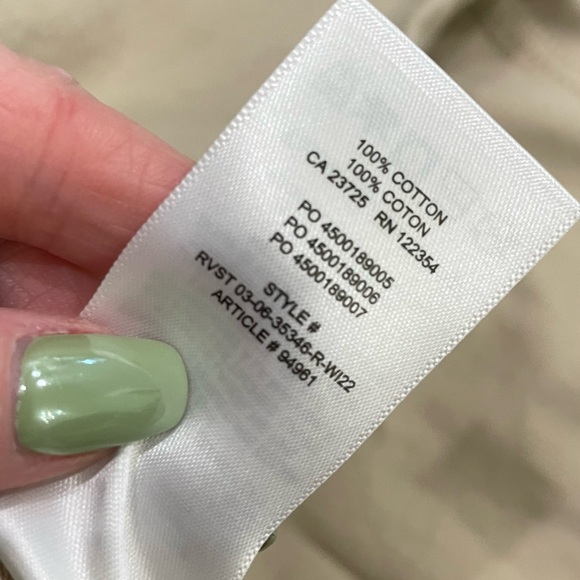 100% COTTON
100% COTON
CA 23725 RN 122354
PO 4500189005
PO 4500189006
PO 4500189007
STYLE #
RVST 03-06-35346-R-WI22
ARTICLE # 94961